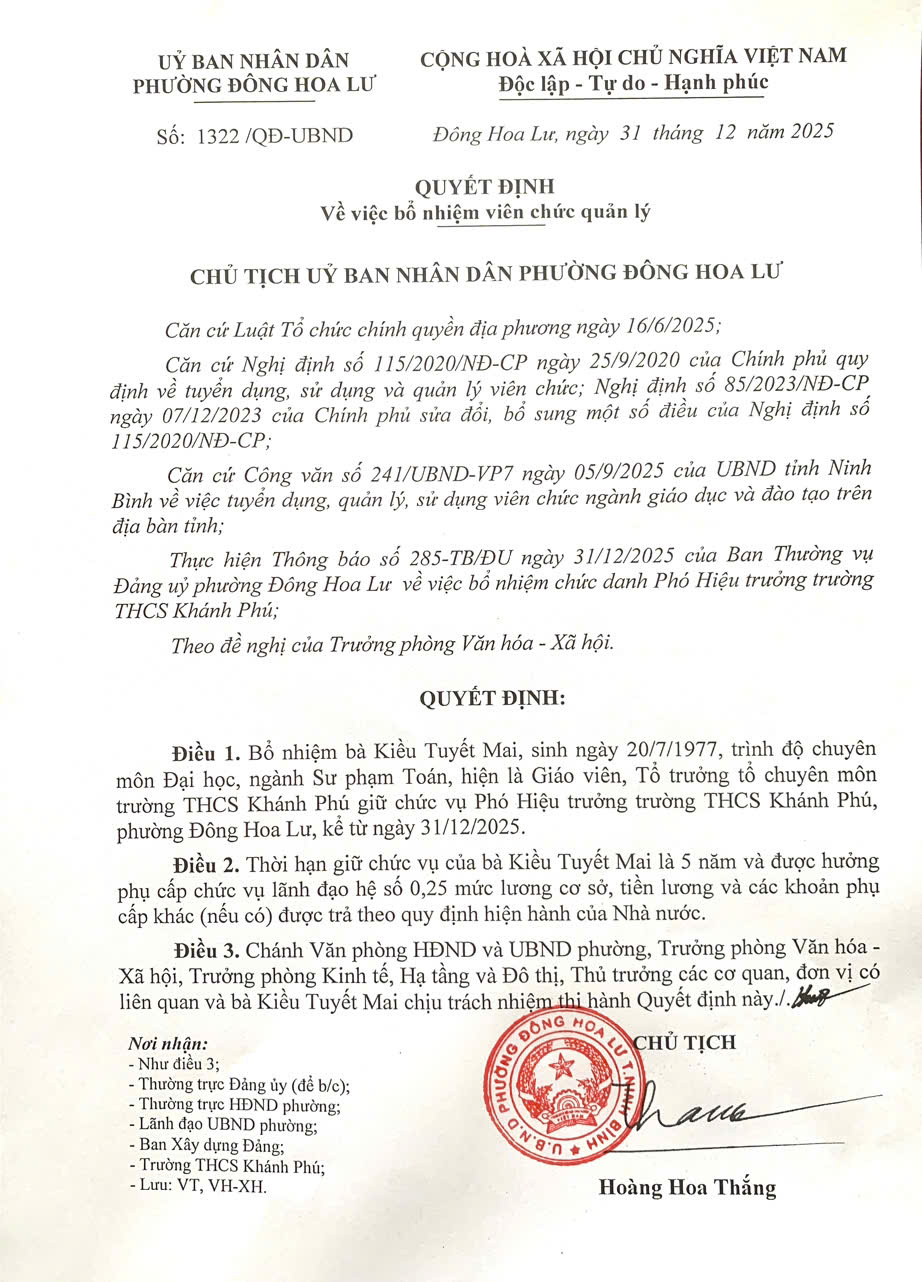 UỶ BAN NHÂN DÂN
PHƯỜNG ĐÔNG HOA LƯ
CỘNG HOÀ XÃ HỘI CHỦ NGHĨA VIỆT NAM
Độc lập - Tự do - Hạnh phúc
Số: 1322 /QĐ-UBND
Đông Hoa Lư, ngày 31 tháng 12 năm 2025
QUYẾT ĐỊNH
Về việc bổ nhiệm viên chức quản lý
CHỦ TỊCH UỶ BAN NHÂN DÂN PHƯỜNG ĐÔNG HOA LƯ
Căn cứ Luật Tổ chức chính quyền địa phương ngày 16/6/2025;
Căn cứ Nghị định số 115/2020/NĐ-CP ngày 25/9/2020 của Chính phủ quy
định về tuyển dụng, sử dụng và quản lý viên chức; Nghị định số 85/2023/NĐ-CP
ngày 07/12/2023 của Chính phủ sửa đổi, bổ sung một số điều của Nghị định số
115/2020/NĐ-CP;
Căn cứ Công văn số 241/UBND-VP7 ngày 05/9/2025 của UBND tỉnh Ninh
Bình về việc tuyển dụng, quản lý, sử dụng viên chức ngành giáo dục và đào tạo trên
địa bàn tỉnh;
Thực hiện Thông báo số 285-TB/ĐU ngày 31/12/2025 của Ban Thường vụ
Đảng uỷ phường Đông Hoa Lư về việc bổ nhiệm chức danh Phó Hiệu trưởng trường
THCS Khánh Phú;
Theo đề nghị của Trưởng phòng Văn hóa - Xã hội.
QUYẾT ĐỊNH:
Điều 1. Bổ nhiệm bà Kiều Tuyết Mai, sinh ngày 20/7/1977, trình độ chuyên
môn Đại học, ngành Sư phạm Toán, hiện là Giáo viên, Tổ trưởng tổ chuyên môn
trường THCS Khánh Phú giữ chức vụ Phó Hiệu trưởng trường THCS Khánh Phú,
phường Đông Hoa Lư, kể từ ngày 31/12/2025.
Điều 2. Thời hạn giữ chức vụ của bà Kiều Tuyết Mai là 5 năm và được hưởng
phụ cấp chức vụ lãnh đạo hệ số 0,25 mức lương cơ sở, tiền lương và các khoản phụ
cấp khác (nếu có) được trả theo quy định hiện hành của Nhà nước.
Điều 3. Chánh Văn phòng HĐND và UBND phường, Trưởng phòng Văn hóa -
Xã hội, Trưởng phòng Kinh tế, Hạ tầng và Đô thị, Thủ trưởng các cơ quan, đơn vị có
liên quan và bà Kiều Tuyết Mai chịu trách nhiệm thi hành Quyết định này./.
Nơi nhận:
- Như điều 3;
- Thường trực Đảng ủy (để b/c);
- Thường trực HĐND phường;
- Lãnh đạo UBND phường;
- Ban Xây dựng Đảng;
- Trường THCS Khánh Phú;
- Lưu: VT, VH-XH.
CHỦ TỊCH
U.B.N.D PHƯỜNG ĐÔNG HOA LƯ T.NINH BÌNH
VIỆT NAM
Hoàng Hoa Thắng